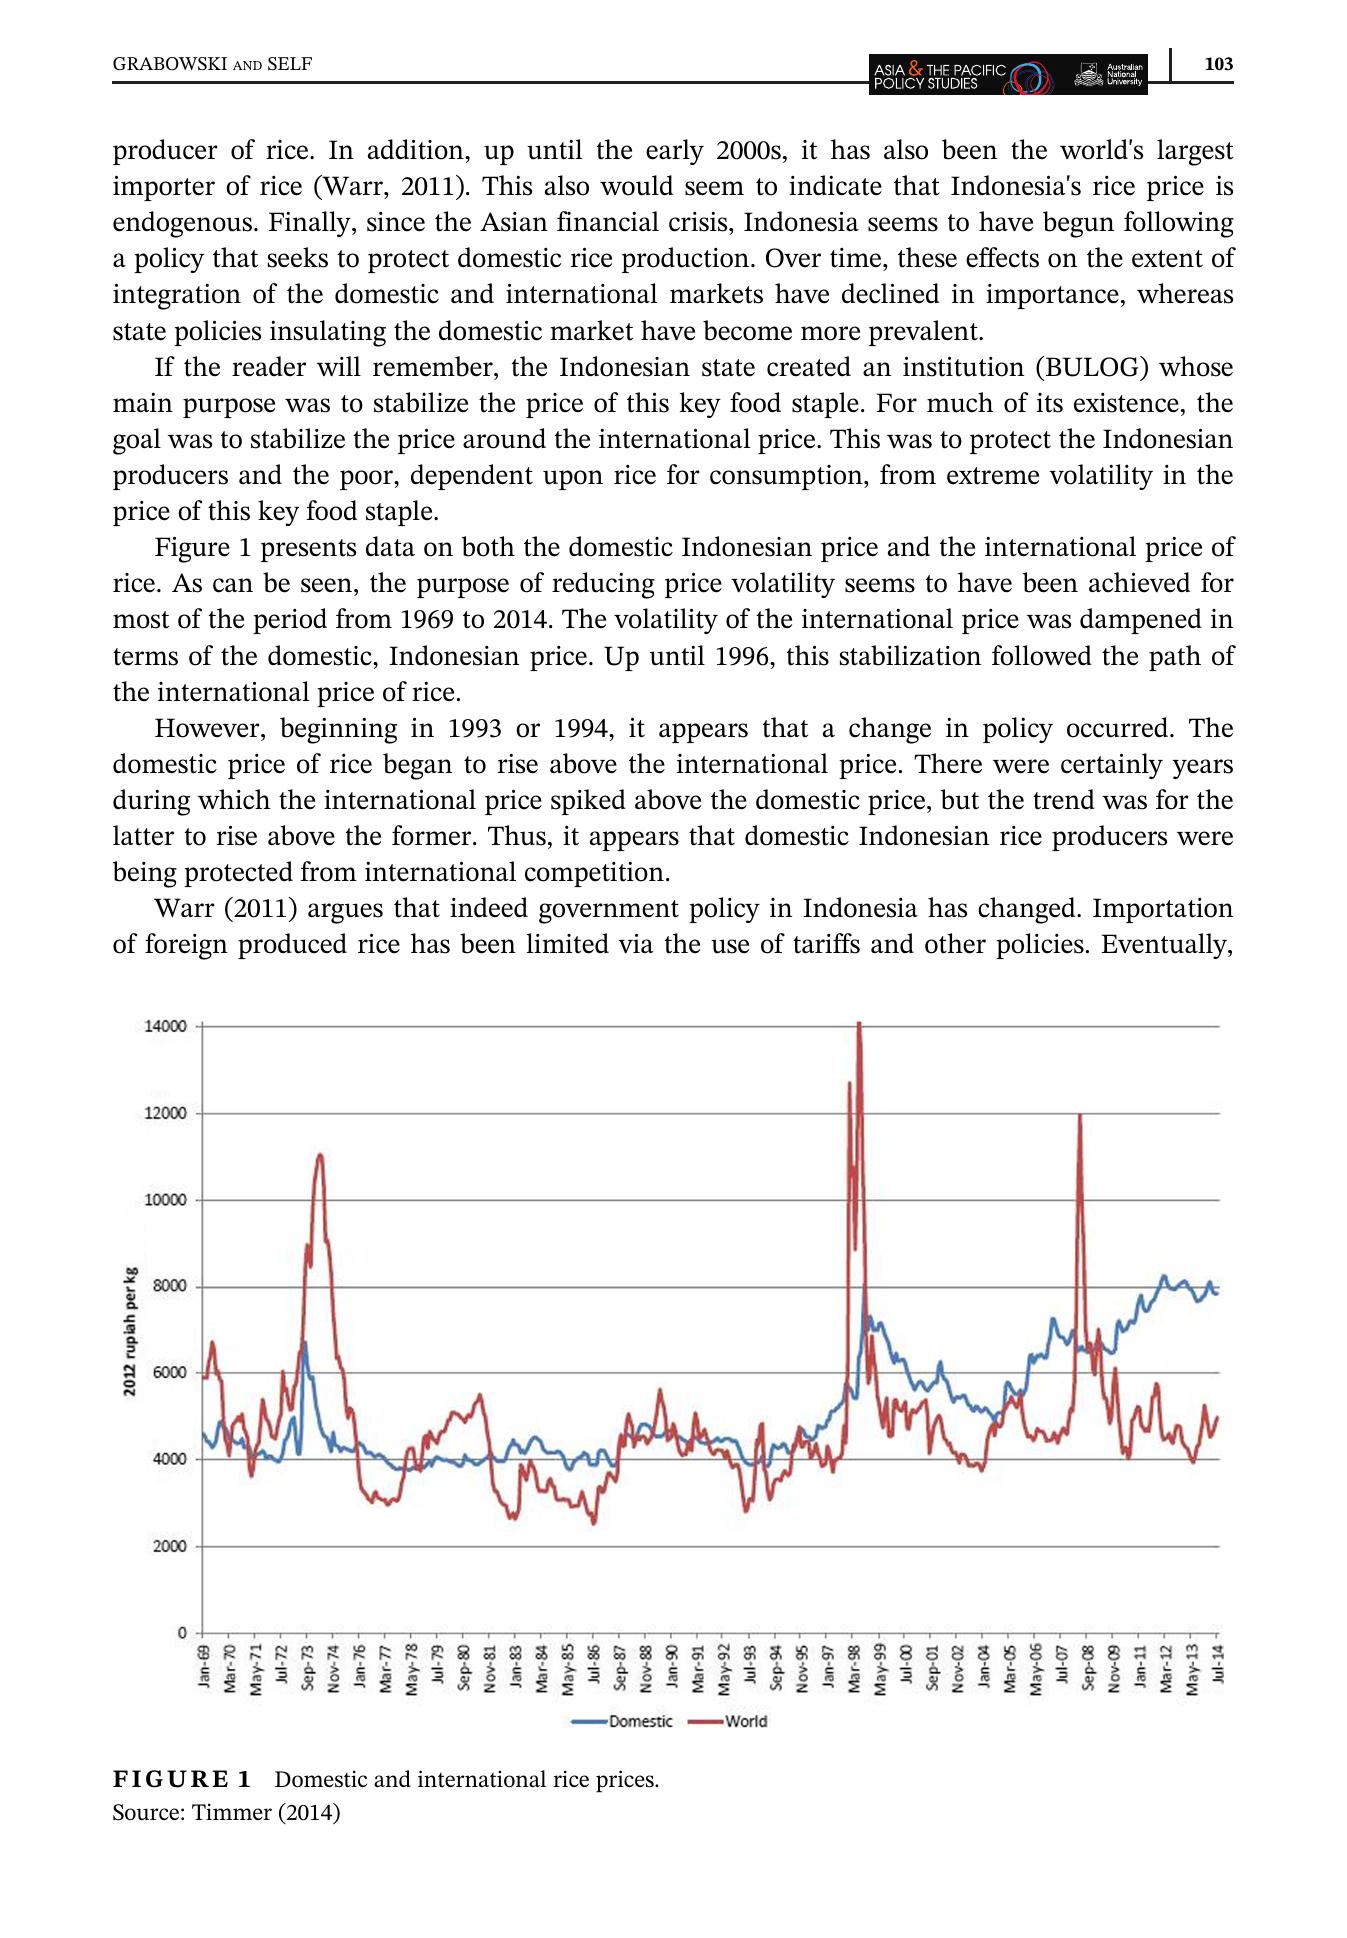 GRABOWSKI AND SELF
ASIA & THE PACIFIC
POLICY STUDIES
Australian
National
University
103
producer of rice. In addition, up until the early 2000s, it has also been the world's largest
importer of rice (Warr, 2011). This also would seem to indicate that Indonesia's rice price is
endogenous. Finally, since the Asian financial crisis, Indonesia seems to have begun following
a policy that seeks to protect domestic rice production. Over time, these effects on the extent of
integration of the domestic and international markets have declined in importance, whereas
state policies insulating the domestic market have become more prevalent.
If the reader will remember, the Indonesian state created an institution (BULOG) whose
main purpose was to stabilize the price of this key food staple. For much of its existence, the
goal was to stabilize the price around the international price. This was to protect the Indonesian
producers and the poor, dependent upon rice for consumption, from extreme volatility in the
price of this key food staple.
Figure 1 presents data on both the domestic Indonesian price and the international price of
rice. As can be seen, the purpose of reducing price volatility seems to have been achieved for
most of the period from 1969 to 2014. The volatility of the international price was dampened in
terms of the domestic, Indonesian price. Up until 1996, this stabilization followed the path of
the international price of rice.
However, beginning in 1993 or 1994, it appears that a change in policy occurred. The
domestic price of rice began to rise above the international price. There were certainly years
during which the international price spiked above the domestic price, but the trend was for the
latter to rise above the former. Thus, it appears that domestic Indonesian rice producers were
being protected from international competition.
Warr (2011) argues that indeed government policy in Indonesia has changed. Importation
of foreign produced rice has been limited via the use of tariffs and other policies. Eventually,
2012 rupiah per kg
14000
12000
10000
8000
6000
4000
2000
0
Jan-69
Mar-70
May-71
Jul-72
Sep-73
Nov-74
Jan-76
Mar-77
May-78
Jul-79
Sep-80
Nov-81
Jan-83
Mar-84
May-85
Jul-86
Sep-87
Nov-88
Jan-90
Mar-91
May-92
Jul-93
Sep-94
Nov-95
Jan-97
Mar-98
May-99
Jul-00
Sep-01
Nov-02
Jan-04
Mar-05
May-06
Jul-07
Sep-08
Nov-09
Jan-11
Mar-12
May-13
Jul-14
Domestic
World
FIGURE 1 Domestic and international rice prices.
Source: Timmer (2014)